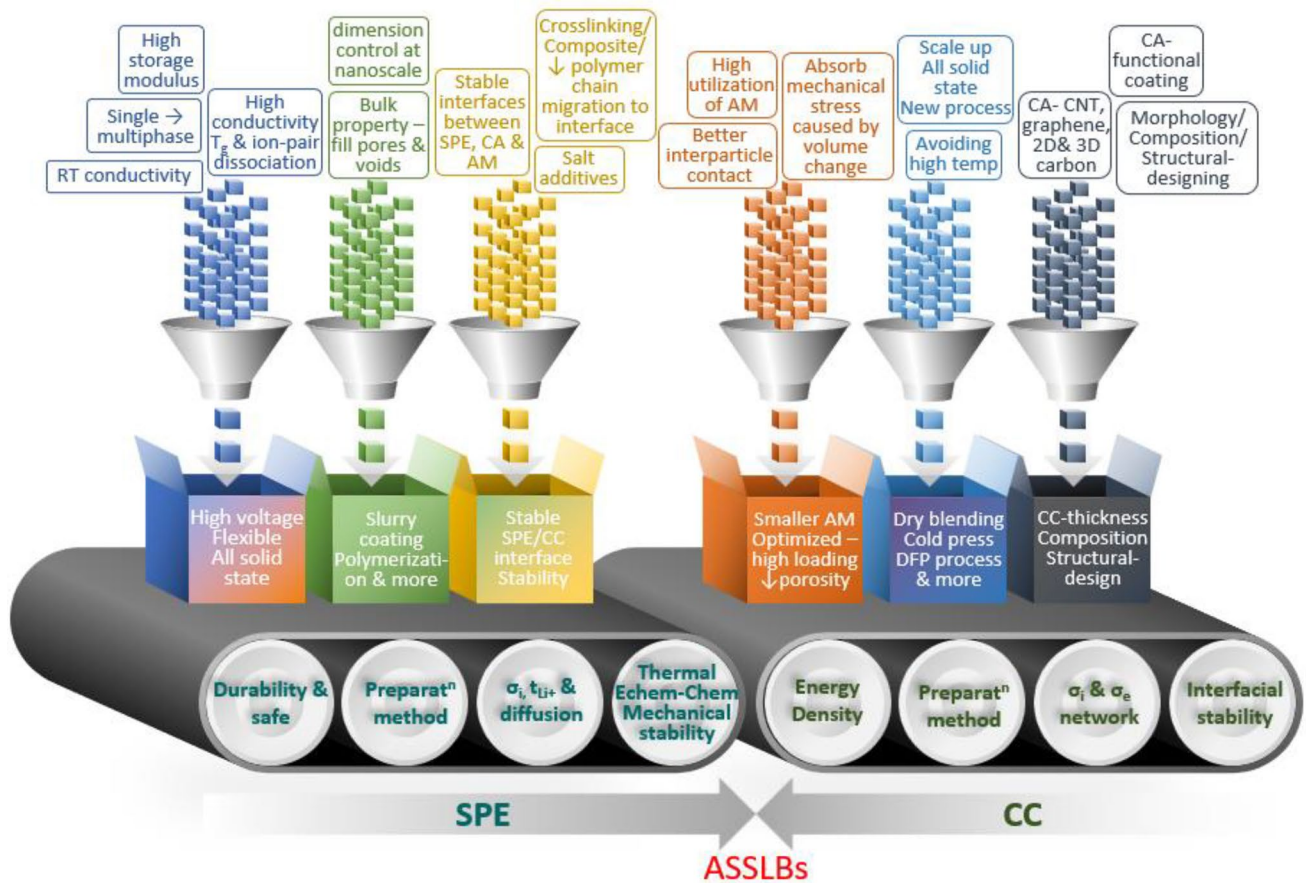 High
storage
modulus
Single → 
multiphase
RT conductivity
High
conductivity
Tg & ion-pair
dissociation
dimension
control at
nanoscale
Bulk
property –
fill pores &
voids
Stable
interfaces
between
SPE, CA &
AM
Crosslinking/
Composite/
↓ polymer
chain
migration to
interface
Salt
additives
High
utilization
of AM
Better
interparticle
contact
Absorb
mechanical
stress
caused by
volume
change
Scale up
All solid
state
New process
Avoiding
high temp
CA- CNT,
graphene,
2D& 3D
carbon
CA-
functional
coating
Morphology/
Composition/
Structural-
designing
High voltage
Flexible
All solid
state
Slurry
coating
Polymerizati-
on & more
Stable
SPE/CC
interface
Stability
Smaller AM
Optimized –
high loading
↓ porosity
Dry blending
Cold press
DFP process
& more
CC-thickness
Composition
Structural-
design
Durability &
safe
Preparatⁿ
method
σi, tLi+ &
diffusion
Thermal
Echem-Chem
Mechanical
stability
Energy
Density
Preparatⁿ
method
σi & σe
network
Interfacial
stability
SPE
CC
ASSLBs